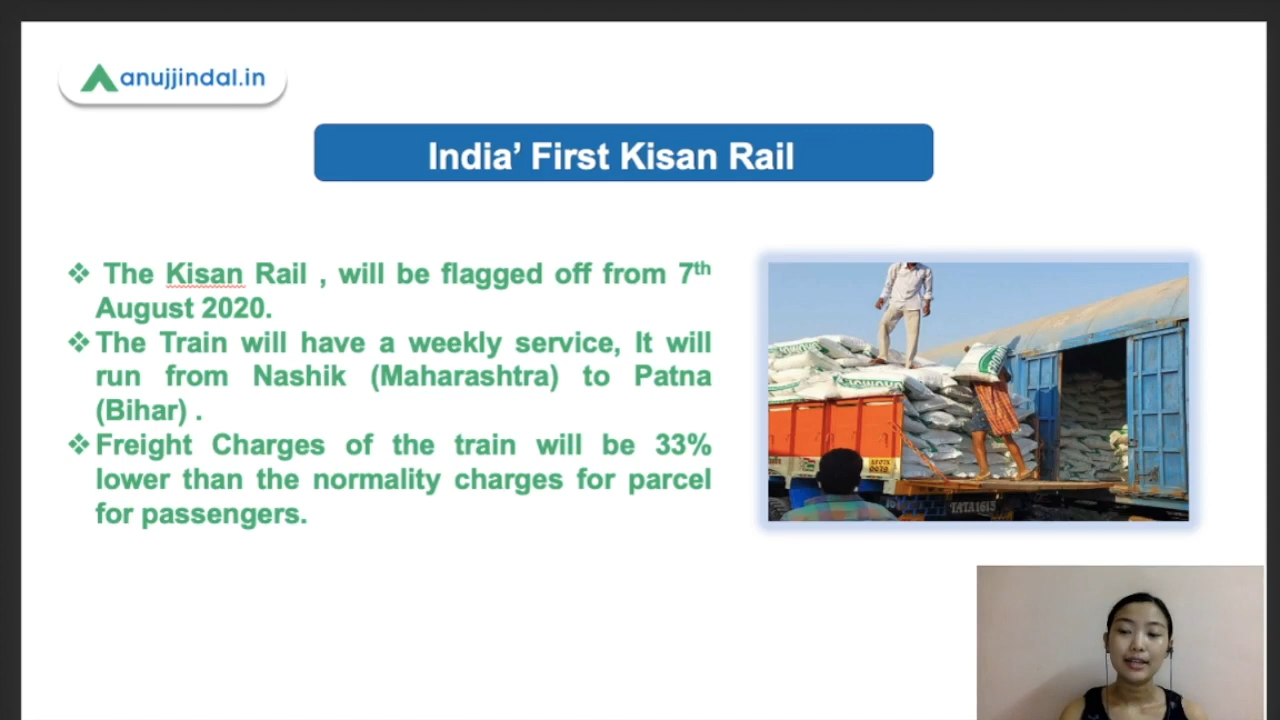 anujjindal.in
India’ First Kisan Rail
❖ The Kisan Rail , will be flagged off from 7th
August 2020.
❖ The Train will have a weekly service, It will
run from Nashik (Maharashtra) to Patna
(Bihar) .
❖ Freight Charges of the train will be 33%
lower than the normality charges for parcel
for passengers.
TATA1615